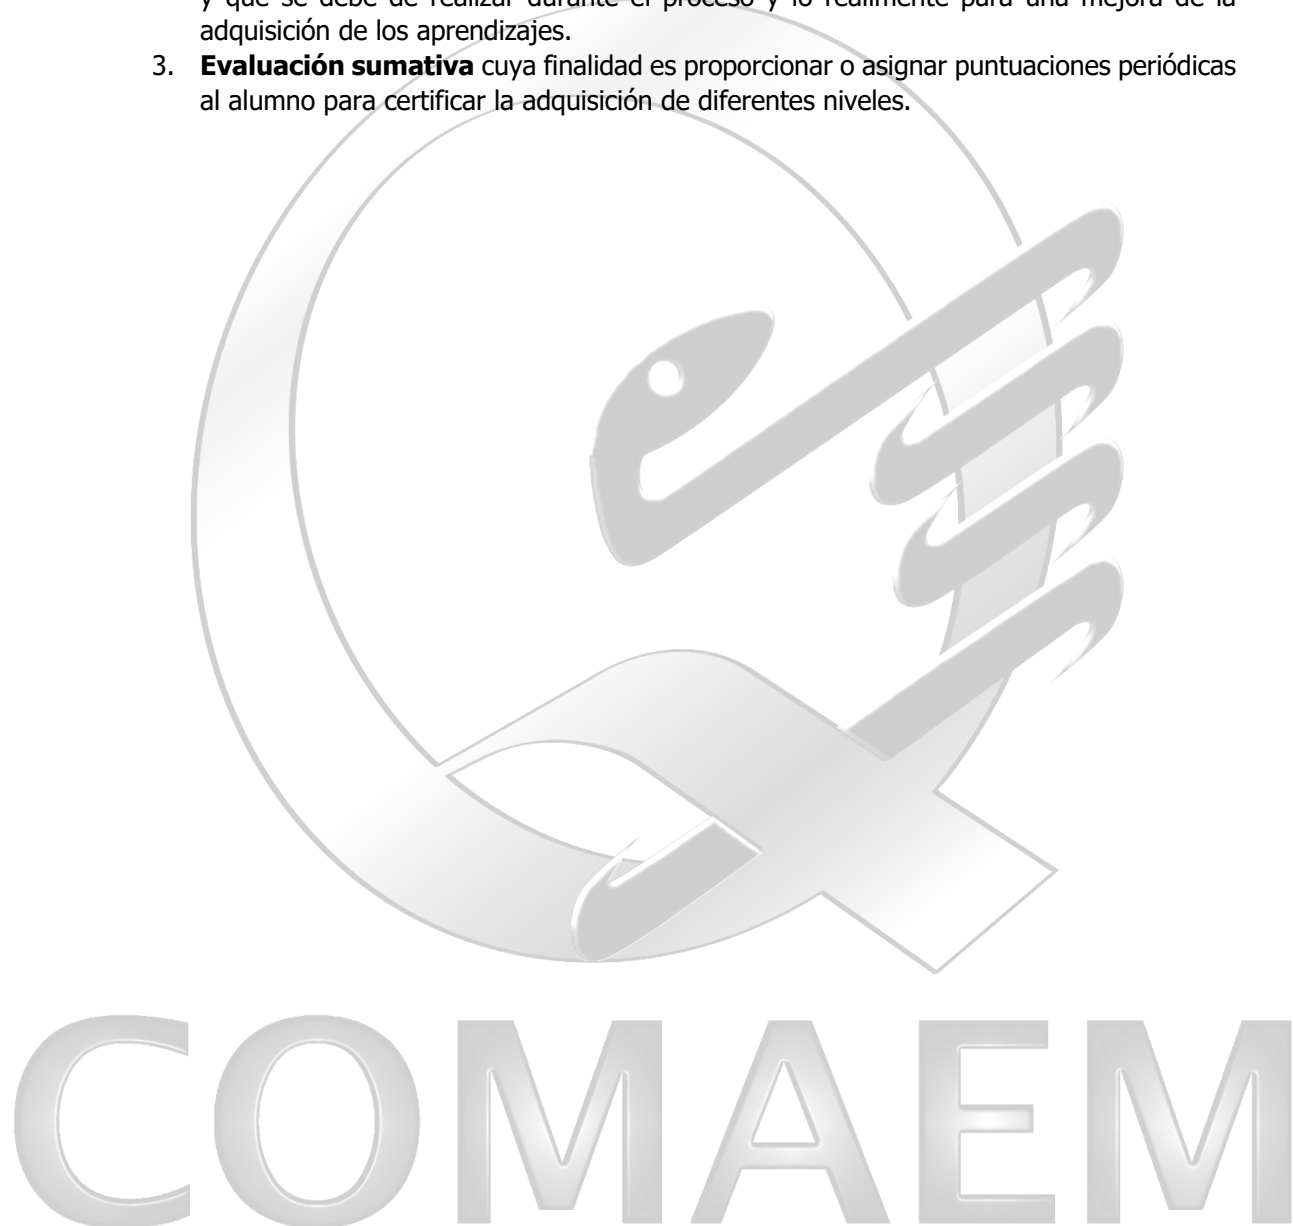 y que se debe de realizar durante el proceso y lo realimente para una mejora de la
adquisición de los aprendizajes.
3. Evaluación sumativa cuya finalidad es proporcionar o asignar puntuaciones periódicas
al alumno para certificar la adquisición de diferentes niveles.
COMAEM